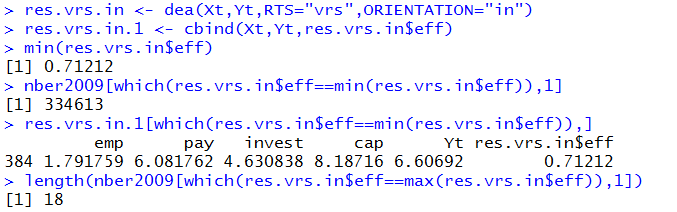 > res.vrs.in <- dea(Xt,Yt,RTS="vrs",ORIENTATION="in")
> res.vrs.in.1 <- cbind(Xt,Yt,res.vrs.in$eff)
> min(res.vrs.in$eff)
[1] 0.71212
> nber2009[which(res.vrs.in$eff==min(res.vrs.in$eff)),1]
[1] 334613
> res.vrs.in.1[which(res.vrs.in$eff==min(res.vrs.in$eff)),]
emp pay invest cap Yt res.vrs.in$eff
384 1.791759 6.081762 4.630838 8.18716 6.60692 0.71212
> length(nber2009[which(res.vrs.in$eff==max(res.vrs.in$eff)),1])
[1] 18